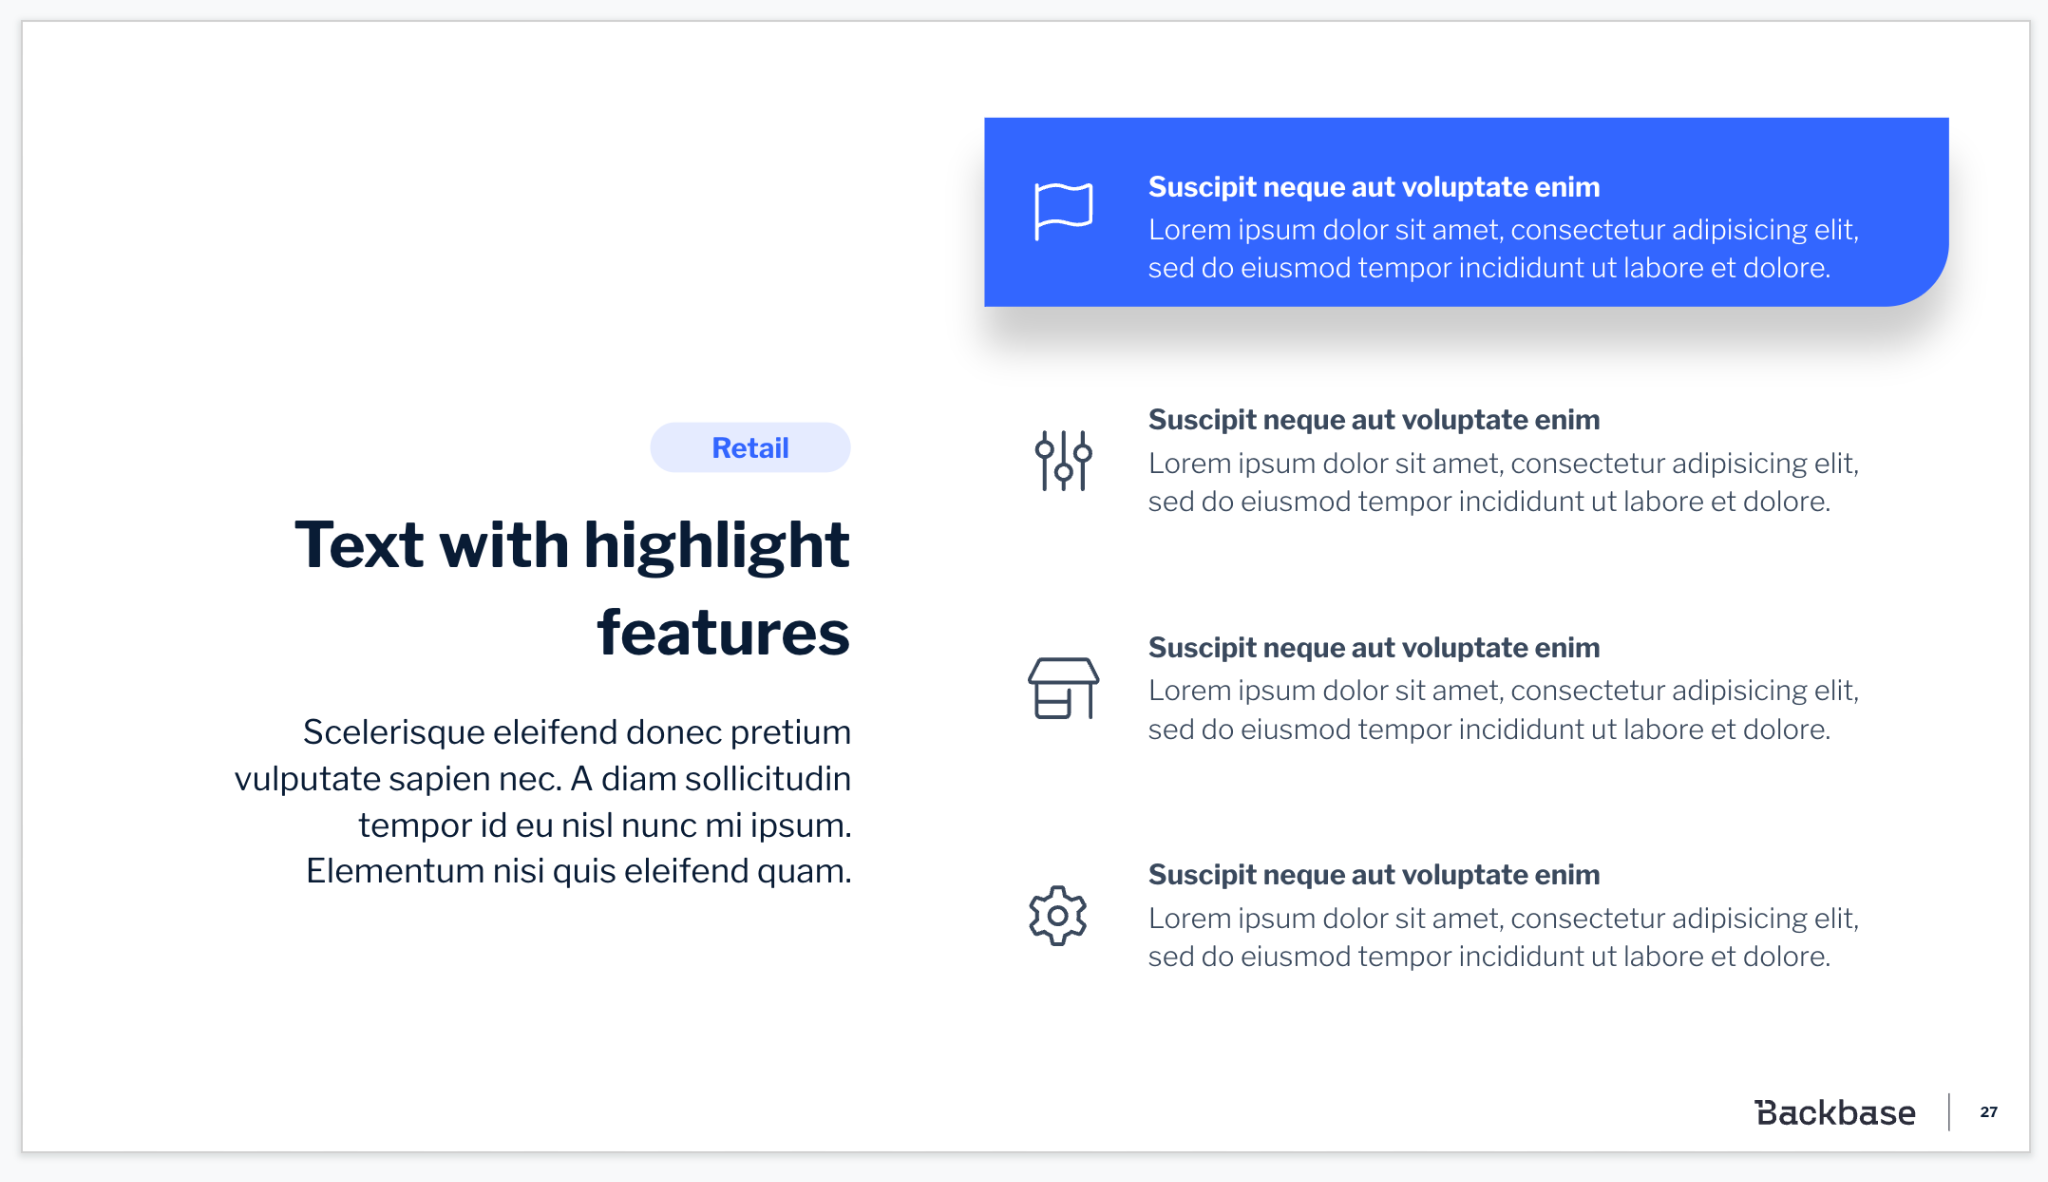 Retail
Text with highlight
features
Scelerisque eleifend donec pretium
vulputate sapien nec. A diam sollicitudin
tempor id eu nisl nunc mi ipsum.
Elementum nisi quis eleifend quam.
Suscipit neque aut voluptate enim
Lorem ipsum dolor sit amet, consectetur adipisicing elit,
sed do eiusmod tempor incididunt ut labore et dolore.
Suscipit neque aut voluptate enim
Lorem ipsum dolor sit amet, consectetur adipisicing elit,
sed do eiusmod tempor incididunt ut labore et dolore.
Suscipit neque aut voluptate enim
Lorem ipsum dolor sit amet, consectetur adipisicing elit,
sed do eiusmod tempor incididunt ut labore et dolore.
Suscipit neque aut voluptate enim
Lorem ipsum dolor sit amet, consectetur adipisicing elit,
sed do eiusmod tempor incididunt ut labore et dolore.
Backbase
27